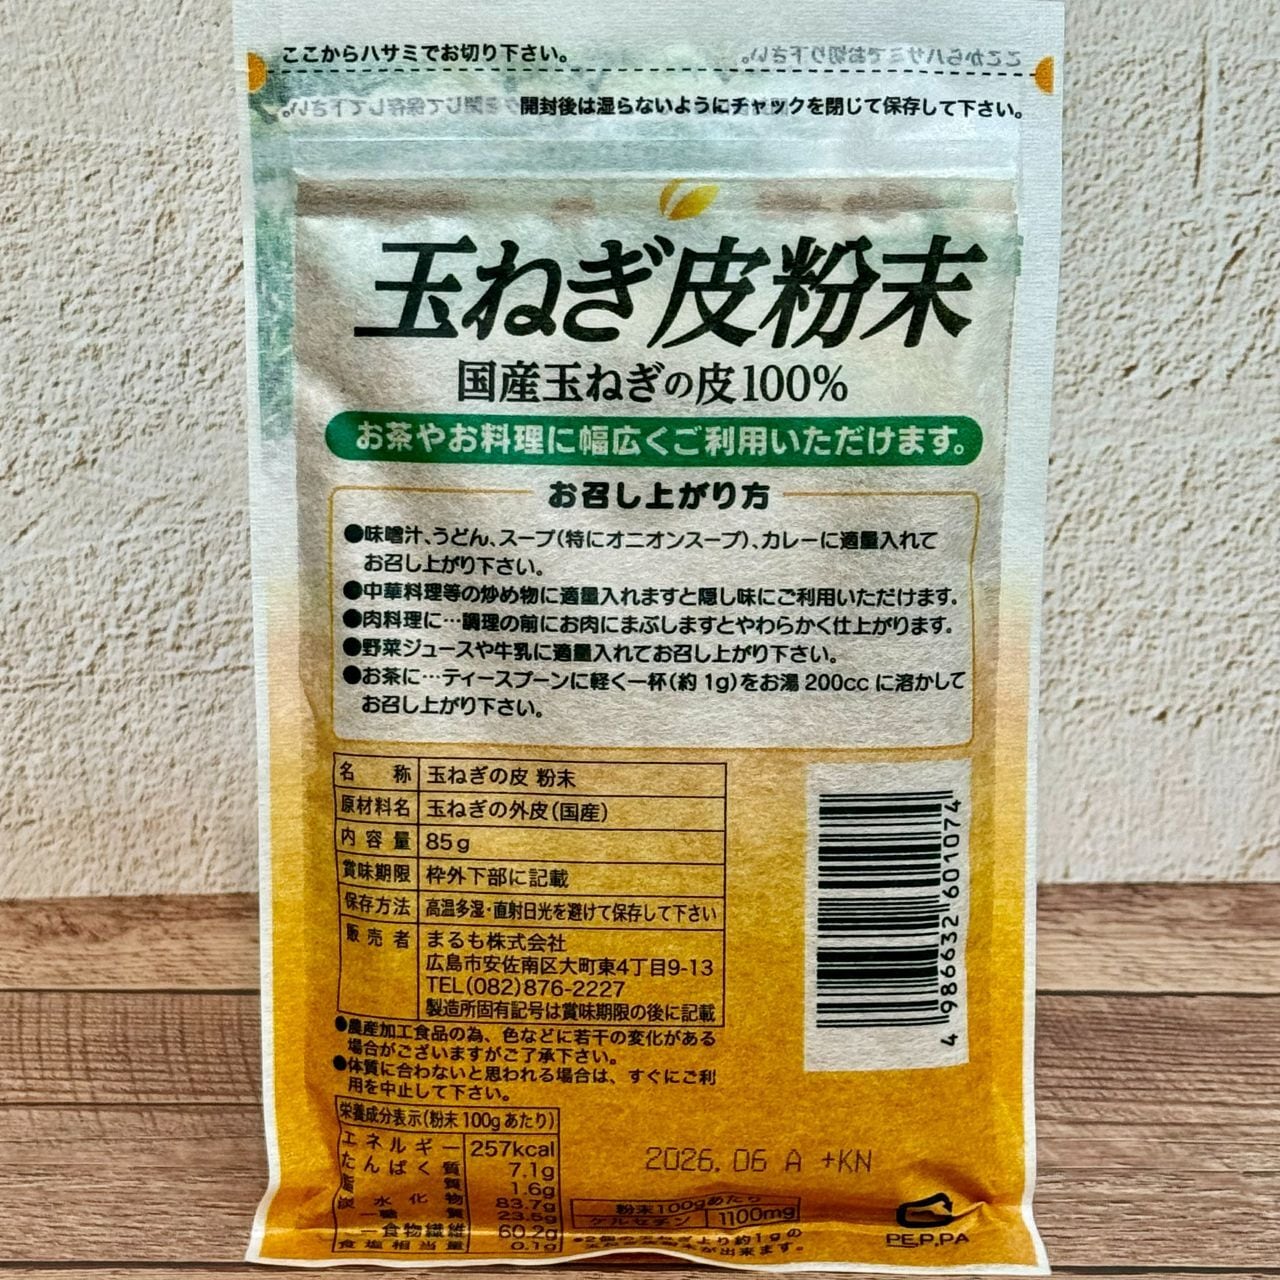 ここからハサミでお切り下さい。
開封後は湿らないようにチャックを閉じて保存して下さい。
玉ねぎ皮粉末
国産玉ねぎの皮100%
お茶やお料理に幅広くご利用いただけます。
お召し上がり方
●味噌汁、うどん、スープ(特にオニオンスープ)、カレーに適量入れて
お召し上がり下さい。
●中華料理等の炒め物に適量入れますと隠し味にご利用いただけます。
●肉料理に…調理の前にお肉にまぶしますとやわらかく仕上がります。
●野菜ジュースや牛乳に適量入れてお召し上がり下さい。
●お茶に…ティースプーンに軽く一杯(約1g)をお湯200ccに溶かして
お召し上がり下さい。
名称 玉ねぎの皮 粉末
原材料名 玉ねぎの外皮(国産)
内容量 85g
賞味期限 枠外下部に記載
保存方法 高温多湿・直射日光を避けて保存して下さい
販売者 まるも株式会社
広島市安佐南区大町東4丁目9-13
TEL(082)876-2227
製造所固有記号は賞味期限の後に記載
●農産加工食品の為、色などに若干の変化がある
場合がございますがご了承下さい。
●体質に合わないと思われる場合は、すぐにご利
用を中止して下さい。
栄養成分表示(粉末100gあたり)
エネルギー 257kcal
たんぱく質 7.1g
脂質 1.6g
炭水化物 83.7g
－糖質 23.5g
－食物繊維 60.2g
食塩相当量 0.1g
4 986632 601074
2026.06 A +KN
粉末100gあたり
ケルセチン 1100mg
上り約1gの
が出来ます。
PE,P,PA